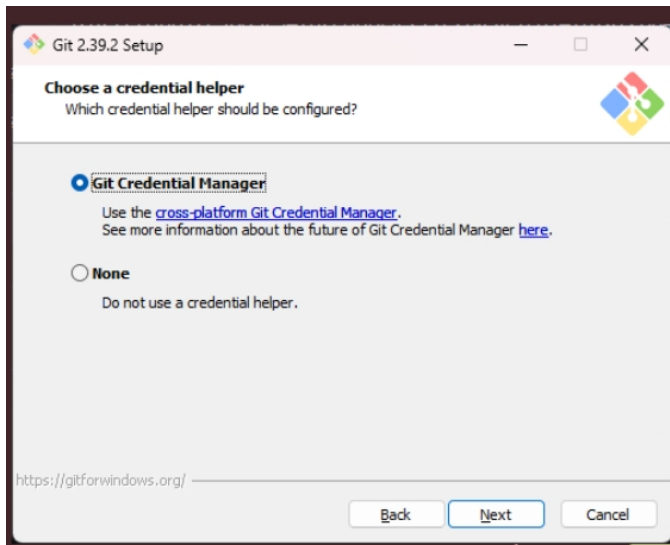 Git 2.39.2 Setup
Choose a credential helper
Which credential helper should be configured?
Git Credential Manager
Use the cross-platform Git Credential Manager.
See more information about the future of Git Credential Manager here.
None
Do not use a credential helper.
https://gitforwindows.org/
Back Next Cancel